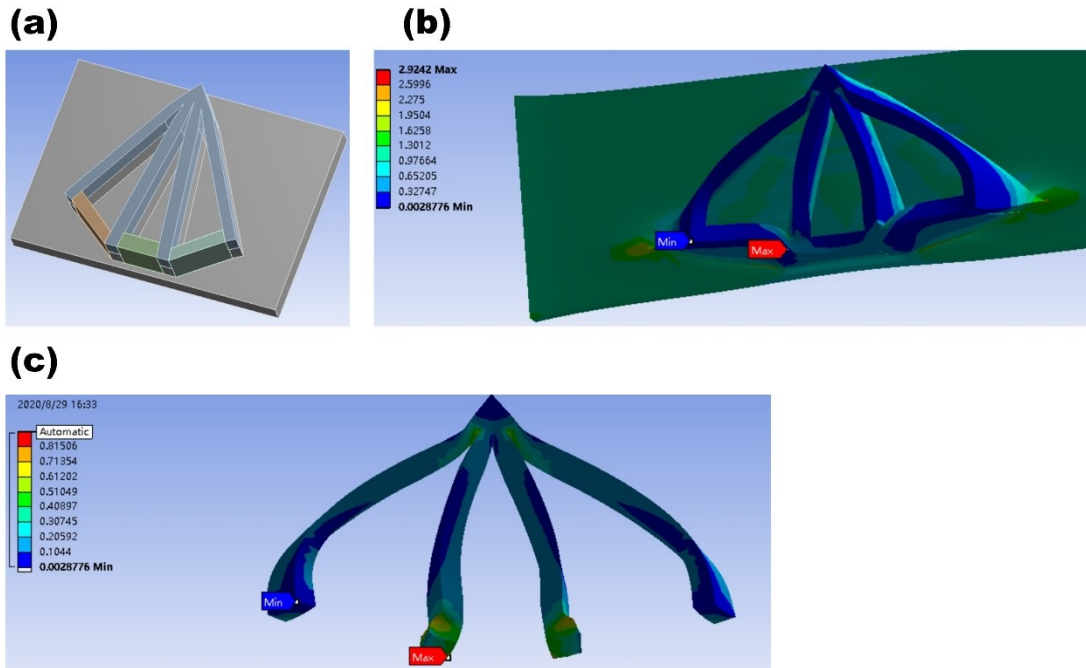 (a)
(b)
2.9242 Max
2.5996
2.275
1.9504
1.6258
1.3012
0.97664
0.65205
0.32747
0.0028776 Min
Min
Max
(c)
2020/8/29 16:33
Automatic
0.81506
0.71354
0.61202
0.51049
0.40897
0.30745
0.20592
0.1044
0.0028776 Min
Min
Max